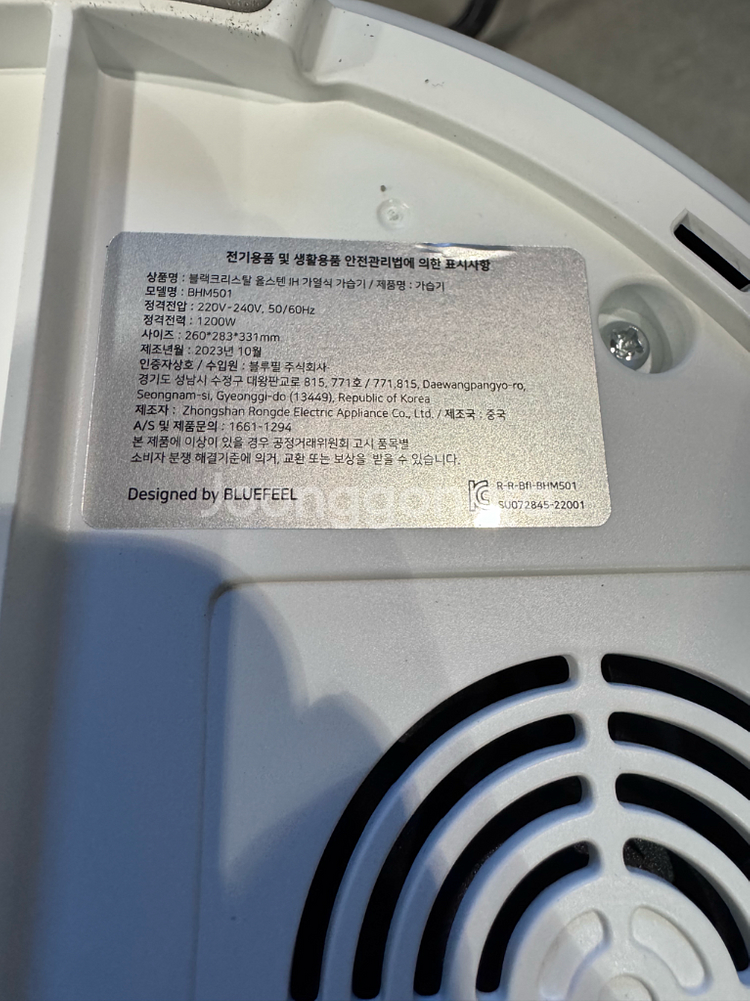 전기용품 및 생활용품 안전관리법에 의한 표시사항
상품명 : 블랙크리스탈 올스텐 IH 가열식 가습기 / 제품명 : 가습기
모델명 : BHM501
정격전압 : 220V-240V, 50/60Hz
정격전력 : 1200W
사이즈 : 260*283*331mm
제조년월 : 2023년 10월
인증자상호 / 수입원 : 블루필 주식회사
경기도 성남시 수정구 대왕판교로 815, 771호 / 771,815, Daewangpangyo-ro,
Seongnam-si, Gyeonggi-do (13449), Republic of Korea
제조자 : Zhongshan Rongde Electric Appliance Co., Ltd. / 제조국 : 중국
A/S 및 제품문의 : 1661-1294
본 제품에 이상이 있을 경우 공정거래위원회 고시 품목별
소비자 분쟁 해결기준에 의거, 교환 또는 보상을 받을 수 있습니다.
Designed by BLUEFEEL
R-R-Bfl-BHM501
SU072845-22001